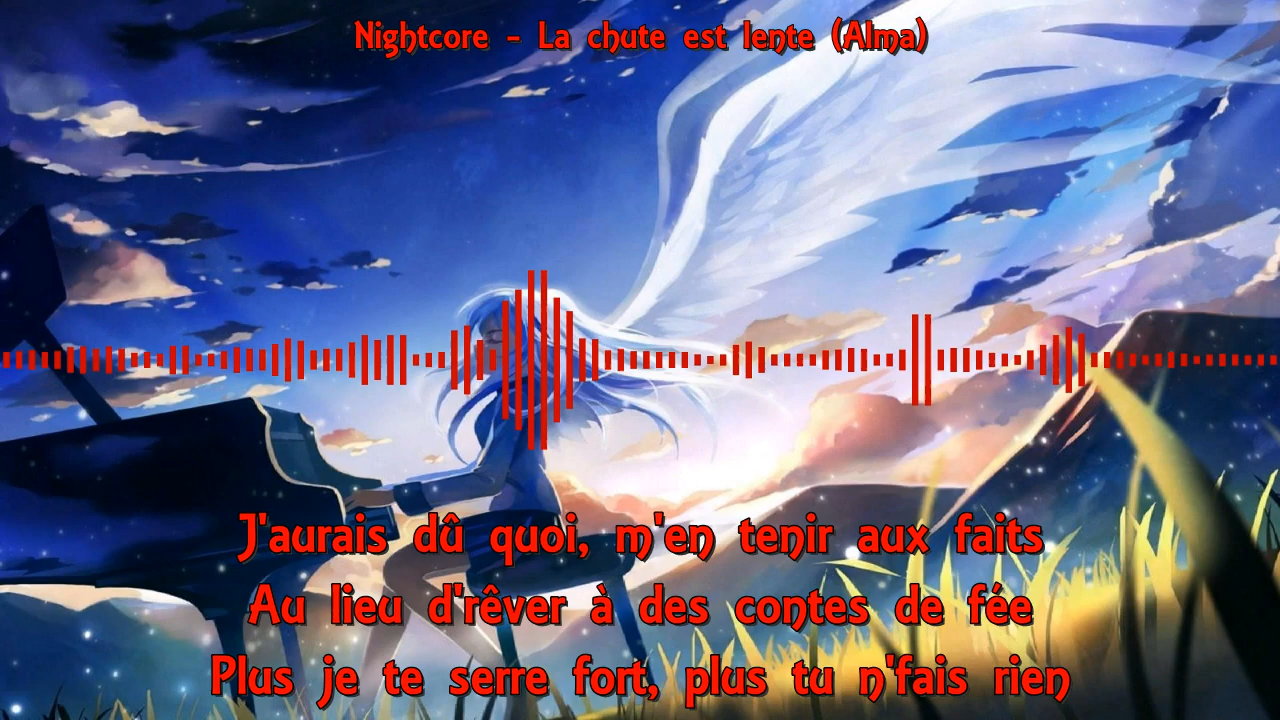 Nightcore - La chute est lente (Alma)
J'aurais dû quoi, m'en tenir aux faits
Au lieu d'rêver à des contes de fée
Plus je te serre fort, plus tu n'fais rien